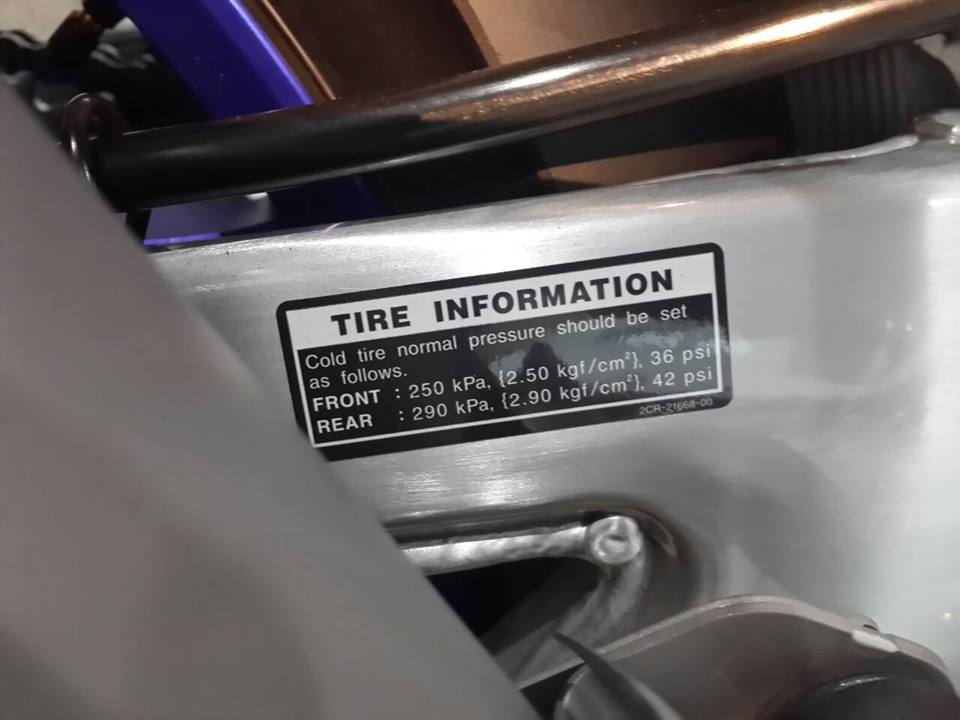 TIRE INFORMATION
Cold tire normal pressure should be set
as follows.
FRONT : 250 kPa, {2.50 kgf/cm²}, 36 psi
REAR : 290 kPa, {2.90 kgf/cm²}, 42 psi
2CR-21668-00